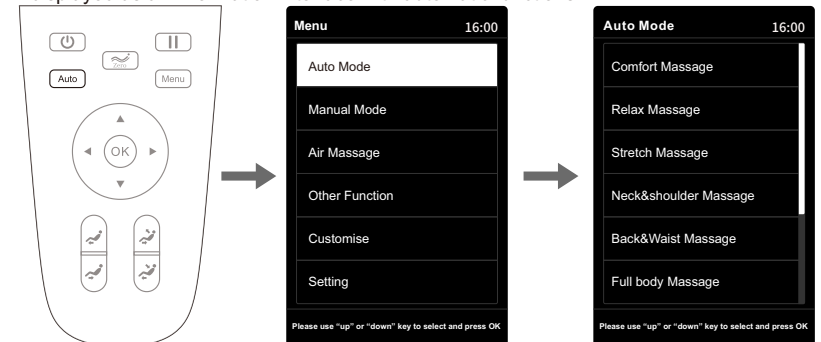 Zero
Auto
Menu
OK
Menu 16:00
Auto Mode
Manual Mode
Air Massage
Other Function
Customise
Setting
Please use “up” or “down” key to select and press OK
Auto Mode 16:00
Comfort Massage
Relax Massage
Stretch Massage
Neck&shoulder Massage
Back&Waist Massage
Full body Massage
Please use “up” or “down” key to select and press OK